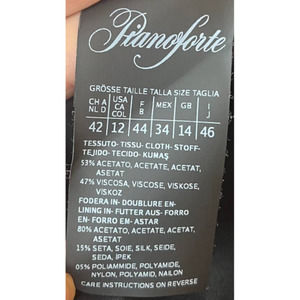 Pianoforte
GRÖSSE TAILLE TALLA SIZE TAGLIA
CH A NL D USA CA COL F B MEX GB I J
42 12 44 34 14 46
TESSUTO- TISSU- CLOTH- STOFF-
TEJIDO- TECIDO- KUMAŞ
53% ACETATO, ACETATE, ACETAT,
ASETAT
47% VISCOSA, VISCOSE, VISKOSE,
VISKOZ
FODERA IN- DOUBLURE EN-
LINING IN- FUTTER AUS- FORRO
EN- FORRO EN- ASTAR
80% ACETATO, ACETATE, ACETAT,
ASETAT
15% SETA, SOIE, SILK, SEIDE,
SEDA, IPEK
05% POLIAMMIDE, POLYAMID,
NYLON, POLYAMID, NAILON
CARE INSTRUCTIONS ON REVERSE